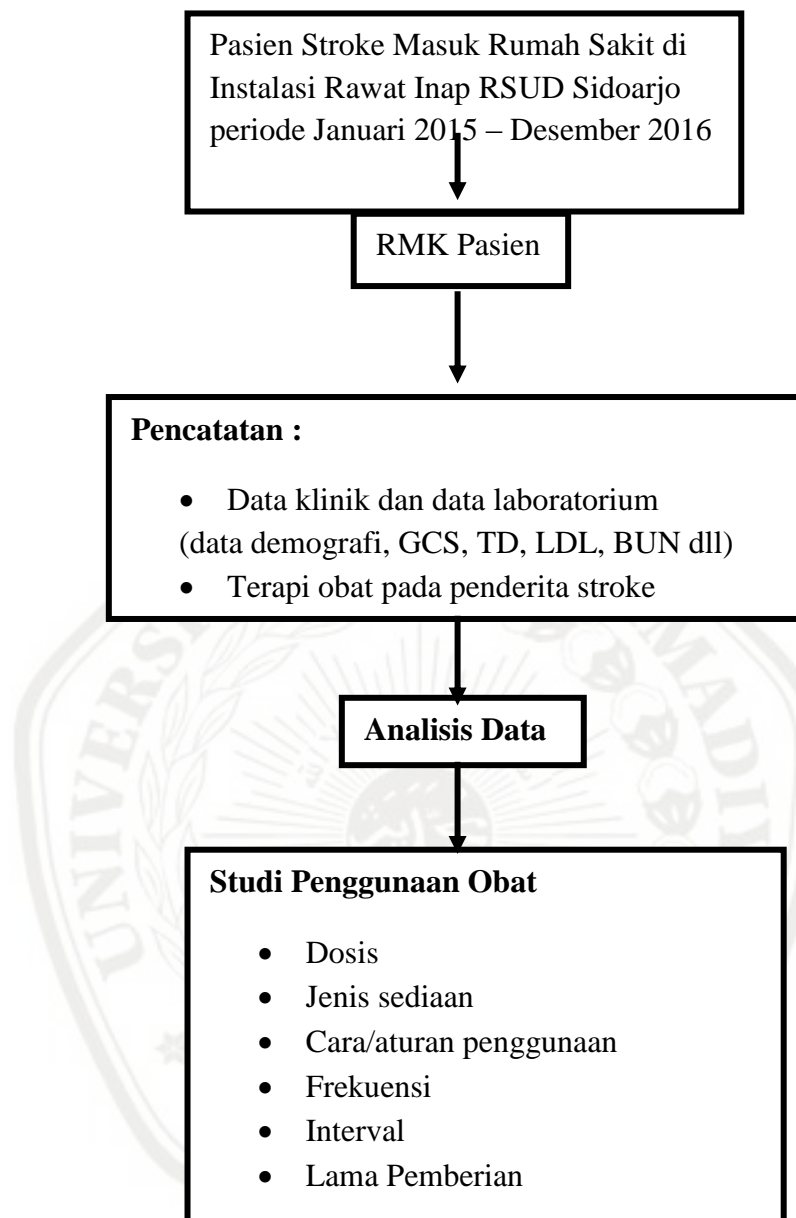 Pasien Stroke Masuk Rumah Sakit di
Instalasi Rawat Inap RSUD Sidoarjo
periode Januari 2015 – Desember 2016
RMK Pasien
Pencatatan :
• Data klinik dan data laboratorium
(data demografi, GCS, TD, LDL, BUN dll)
• Terapi obat pada penderita stroke
Analisis Data
Studi Penggunaan Obat
• Dosis
• Jenis sediaan
• Cara/aturan penggunaan
• Frekuensi
• Interval
• Lama Pemberian